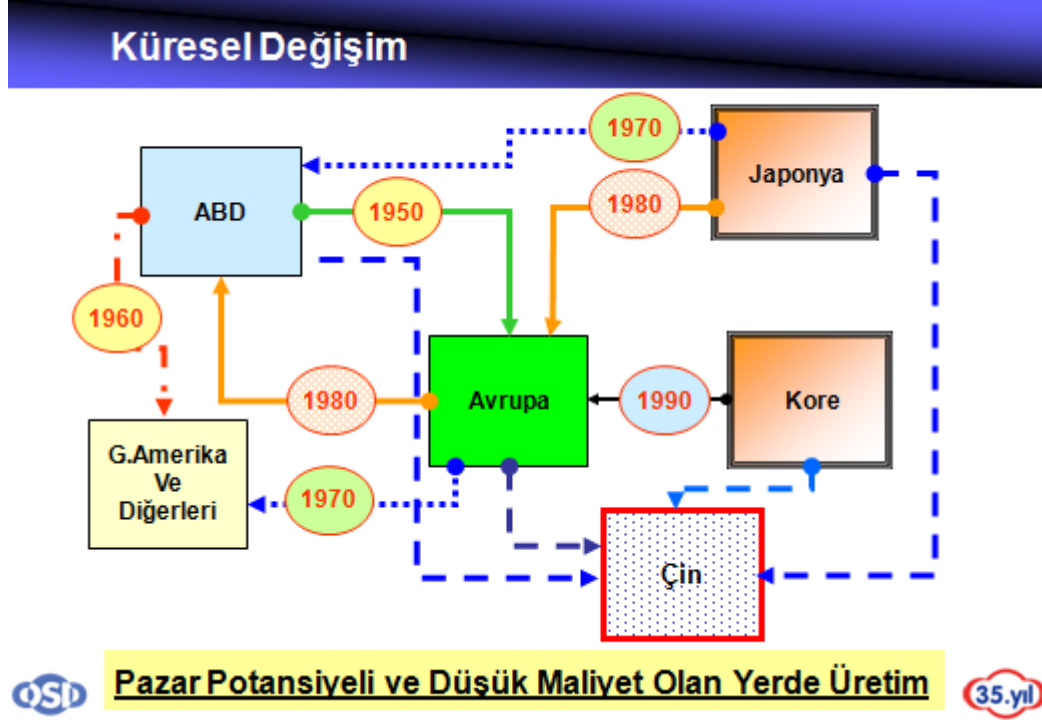 Küresel Değişim
1970
Japonya
ABD
1950
1980
1960
1980
Avrupa
1990
Kore
G.Amerika
Ve
Diğerleri
1970
Çin
Pazar Potansiyeli ve Düşük Maliyet Olan Yerde Üretim
OSD
35.yıl